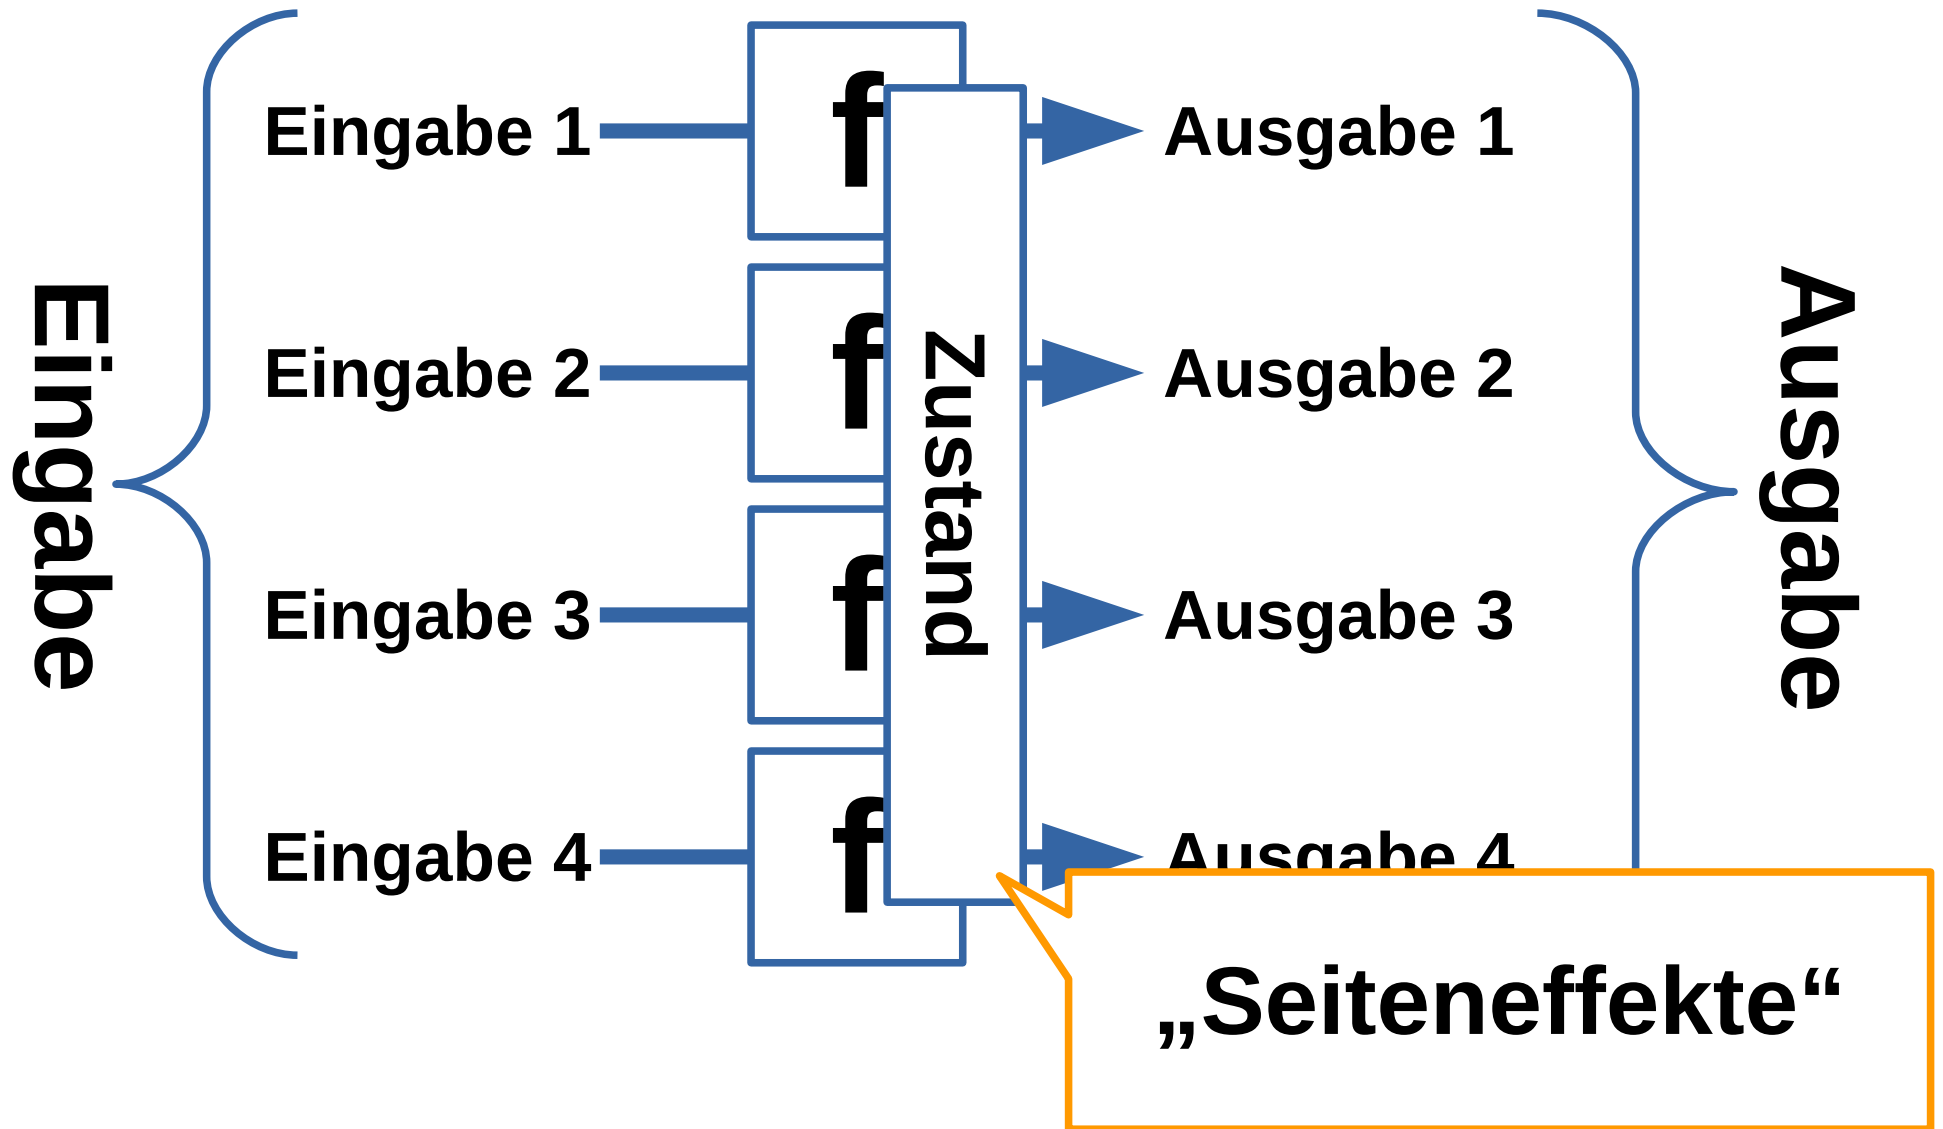 Eingabe
Eingabe 1
f
Ausgabe 1
Eingabe 2
f
Ausgabe 2
Zustand
Eingabe 3
f
Ausgabe 3
Eingabe 4
f
Ausgabe 4
Ausgabe
„Seiteneffekte“